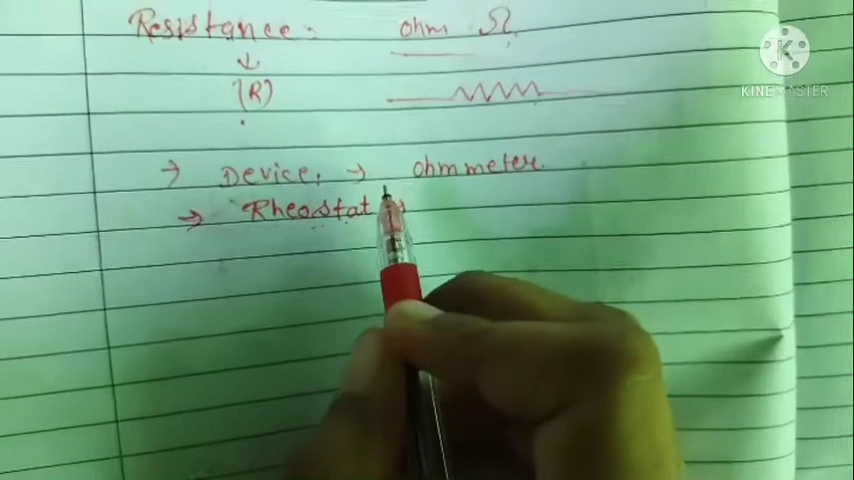 Resistance. ohm Ω
↓
(R)
→ Device. → ohmmeter.
⇒ Rheostat →
K
KINEMASTER